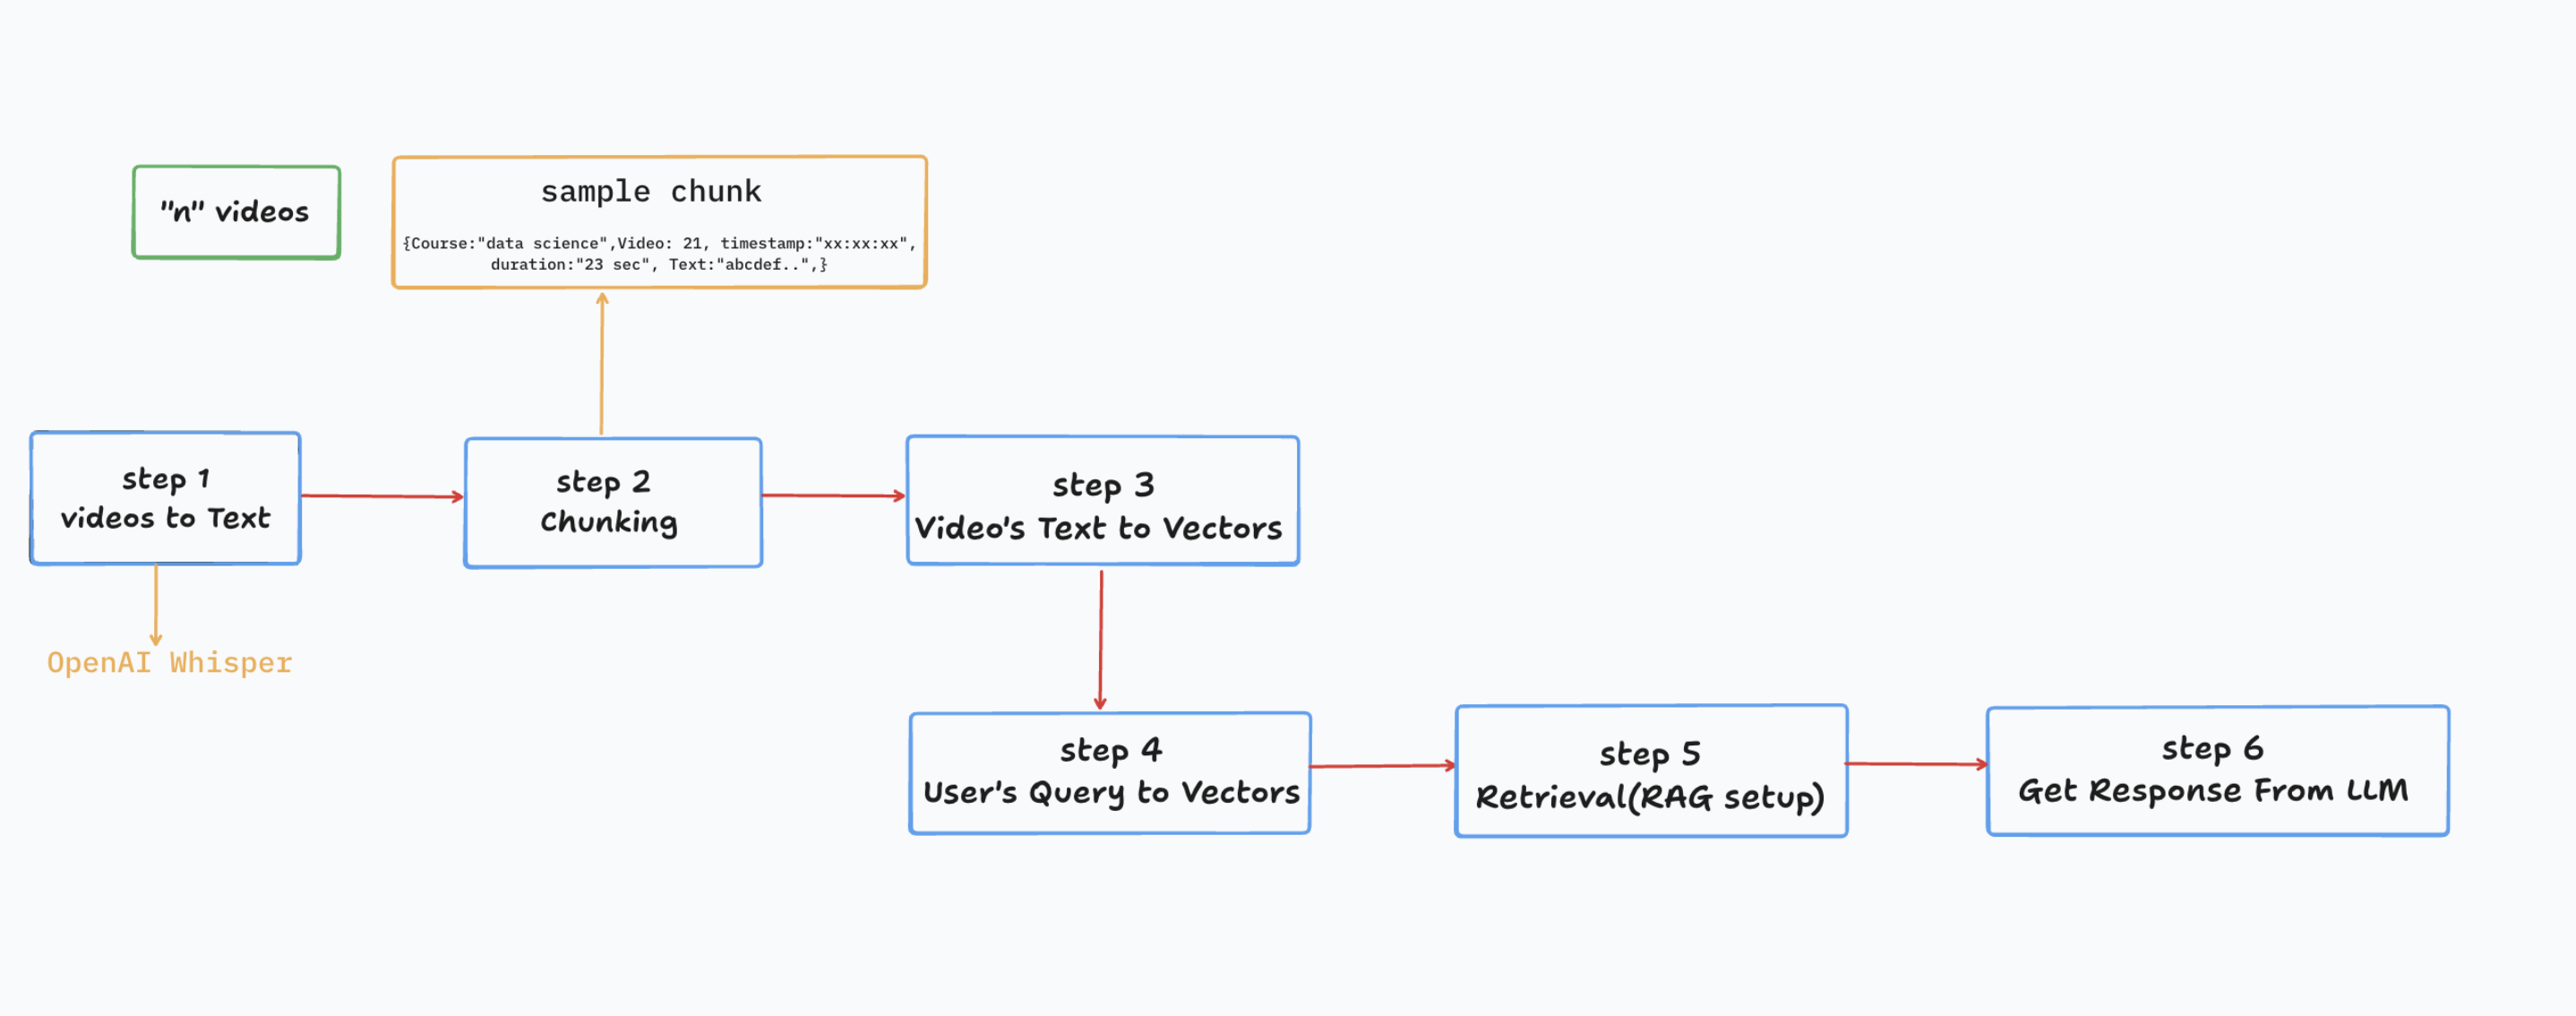 "n" videos
sample chunk
{Course:"data science",Video: 21, timestamp:"xx:xx:xx",
duration:"23 sec", Text:"abcdef..",}
step 1
videos to Text
step 2
Chunking
step 3
Video's Text to Vectors
OpenAI Whisper
step 4
User's Query to Vectors
step 5
Retrieval(RAG setup)
step 6
Get Response From LLM